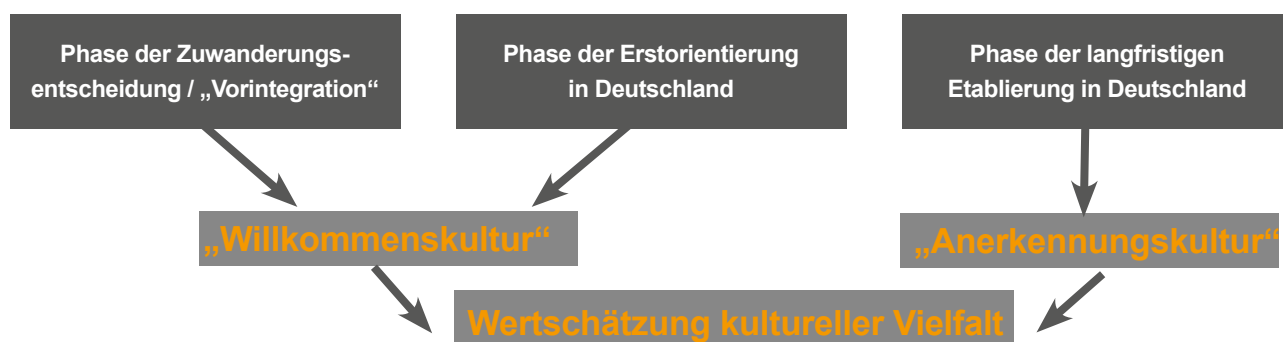 Phase der Zuwanderungs-
entscheidung / „Vorintegration“
Phase der Erstorientierung
in Deutschland
Phase der langfristigen
Etablierung in Deutschland
„Willkommenskultur“
„Anerkennungskultur“
Wertschätzung kultureller Vielfalt